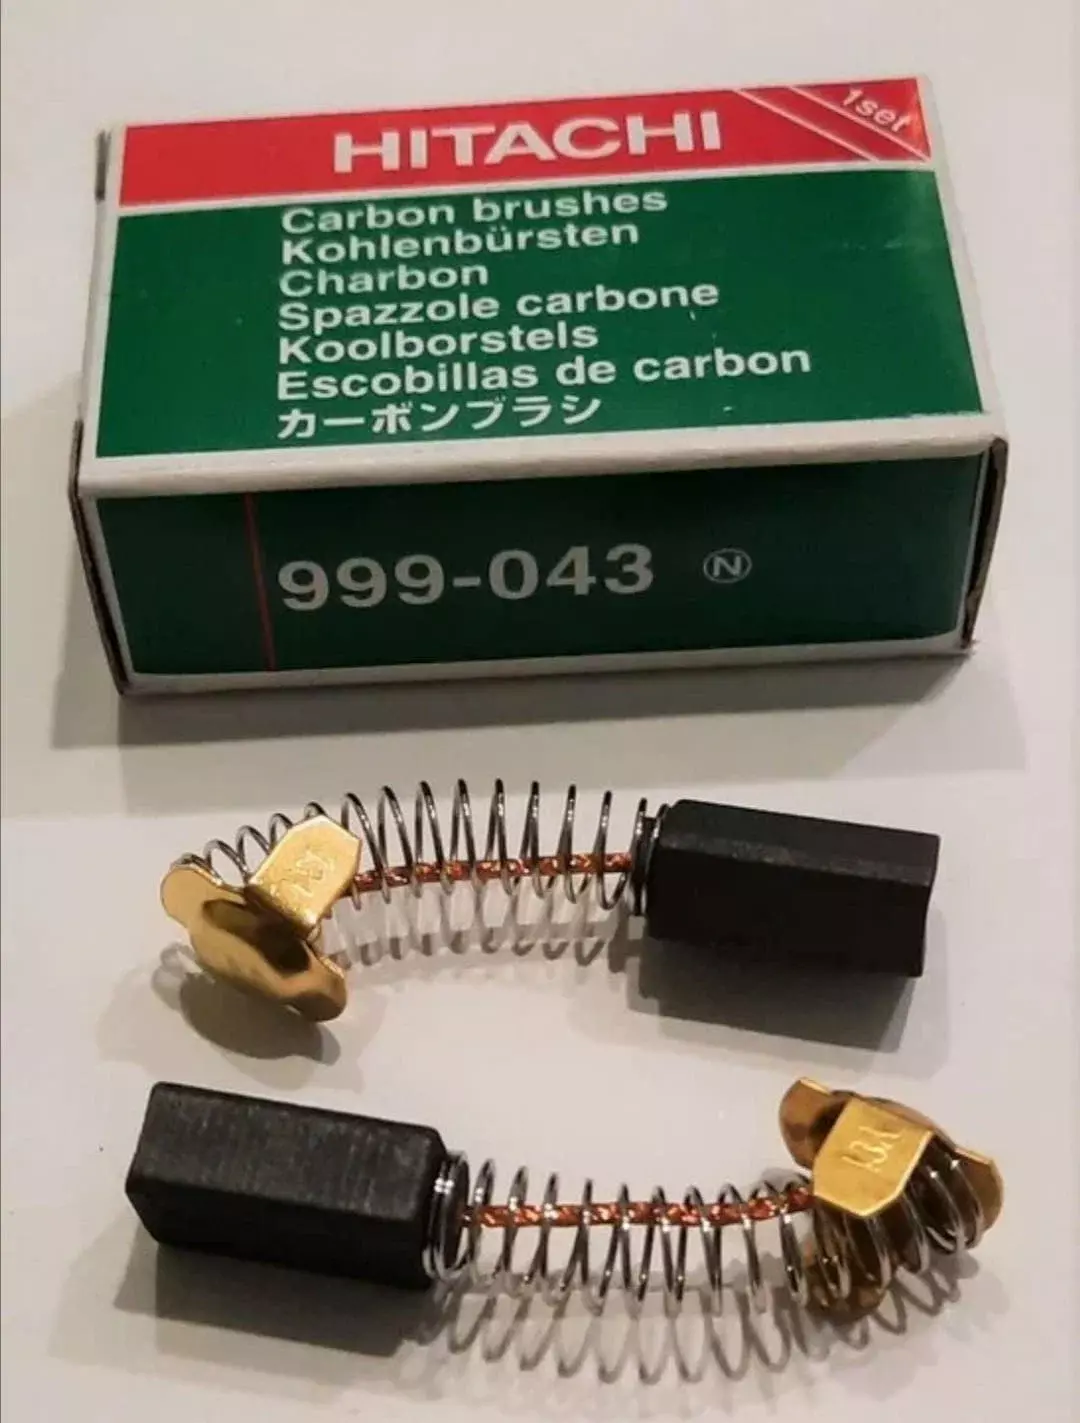 HITACHI
1set
Carbon brushes
Kohlenbürsten
Charbon
Spazzole carbone
Koolborstels
Escobillas de carbon
カーボンブラシ
999-043 Ⓝ